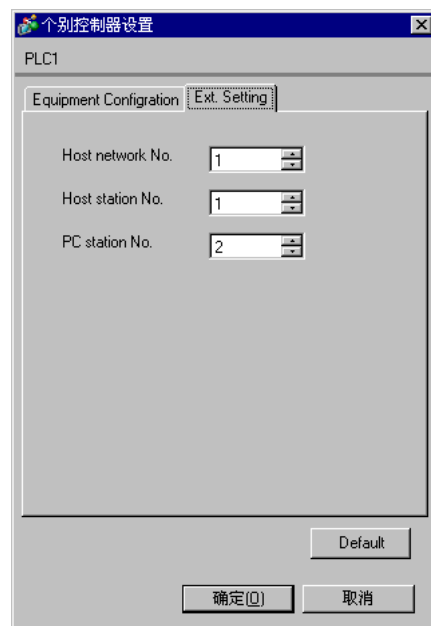 个别控制器设置
PLC1
Equipment Configration Ext. Setting
Host network No. 1
Host station No. 1
PC station No. 2
Default
确定(O) 取消